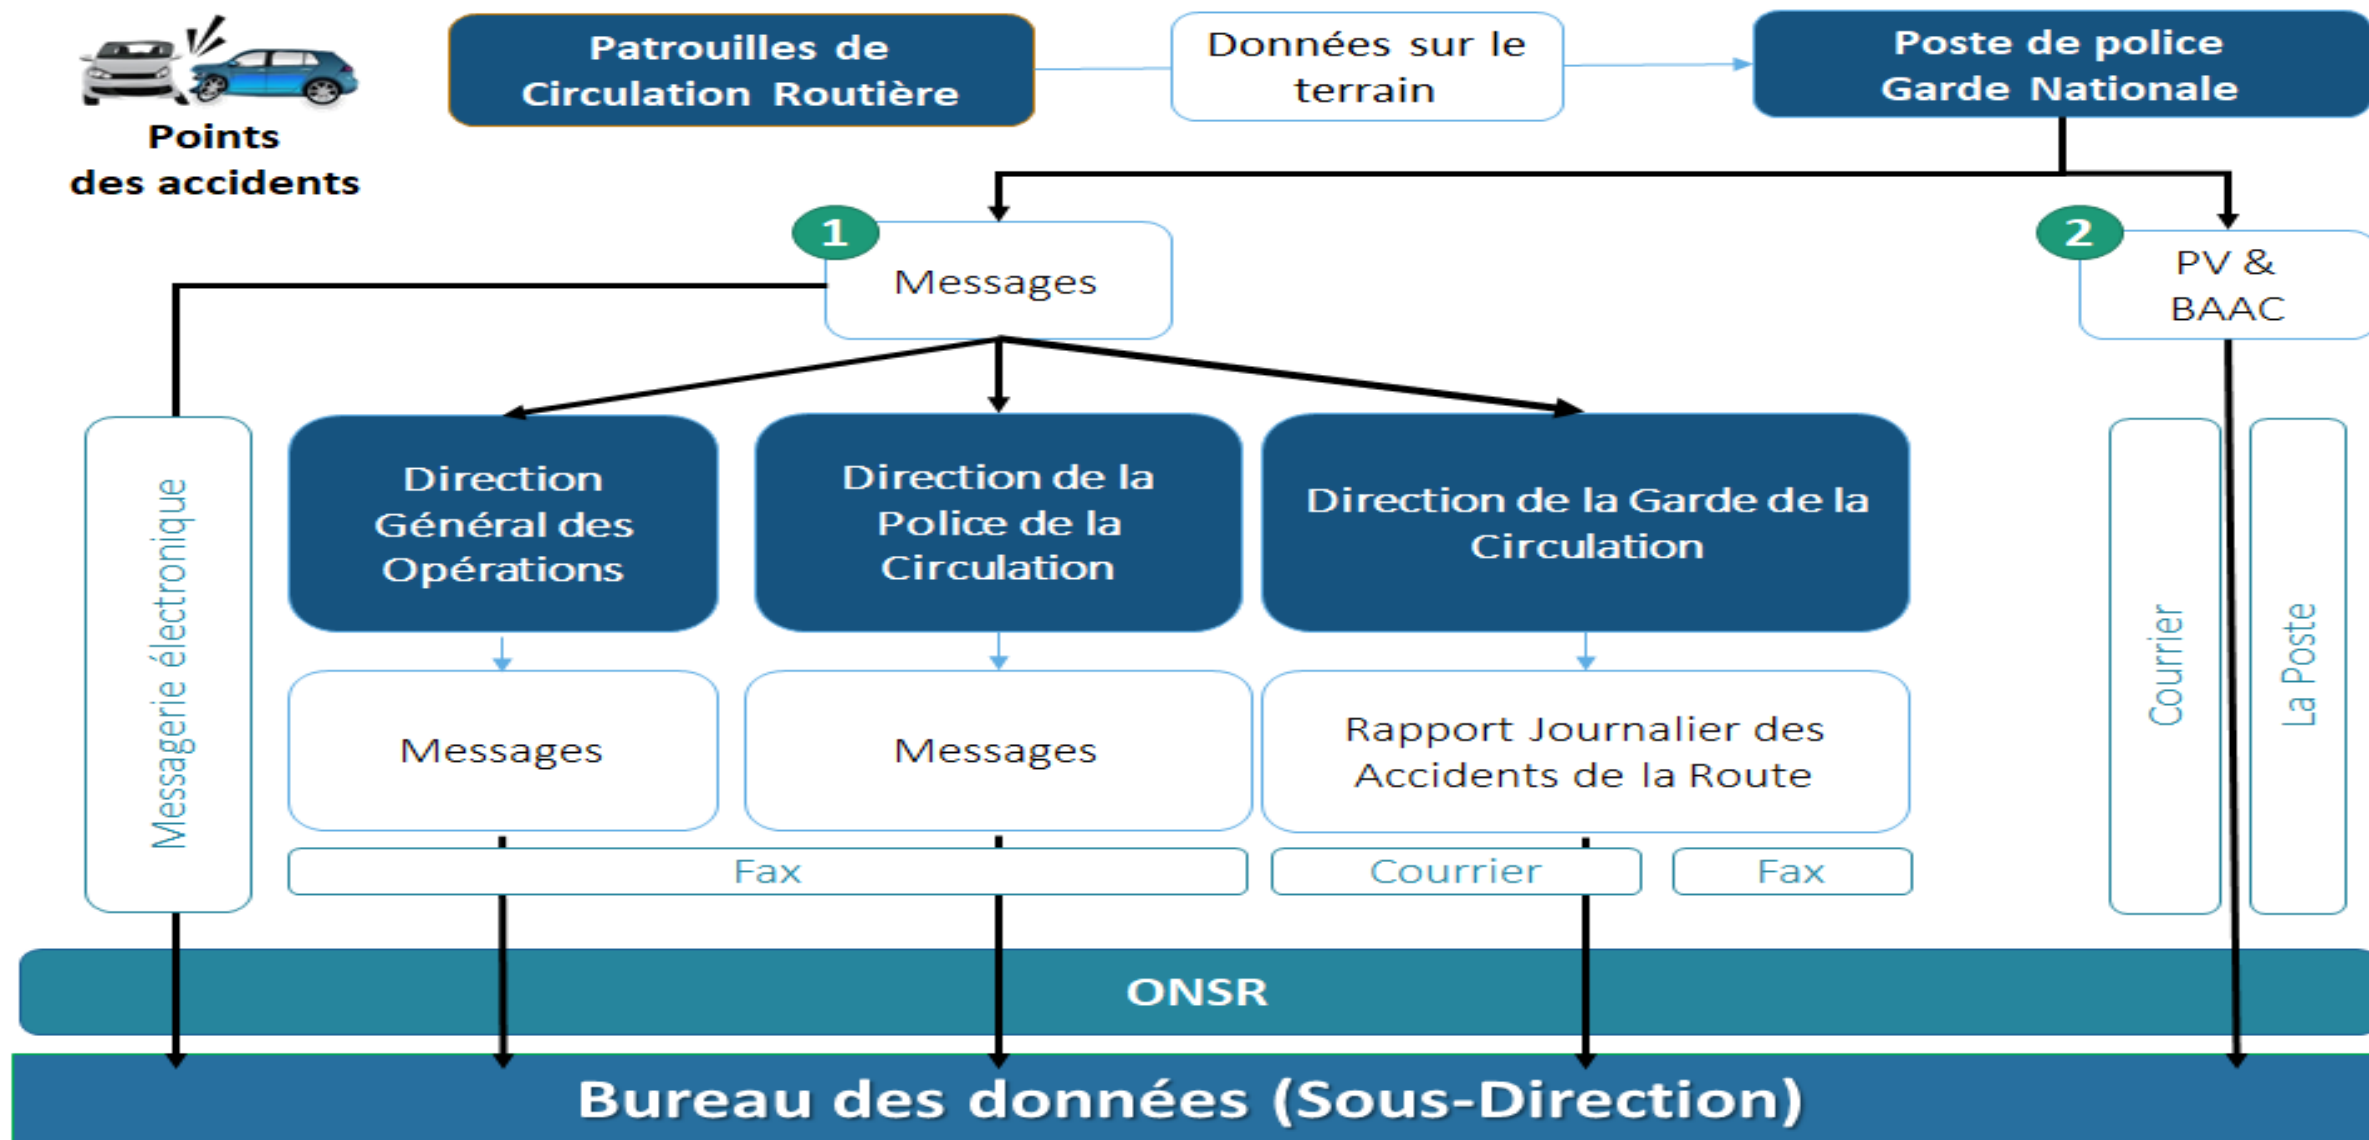 Patrouilles de
Circulation Routière
Données sur le
terrain
Poste de police
Garde Nationale
Points
des accidents
1
Messages
2
PV &
BAAC
Messagerie électronique
Direction
Général des
Opérations
Direction de la
Police de la
Circulation
Direction de la Garde de la
Circulation
Courrier
La Poste
Messages
Messages
Rapport Journalier des
Accidents de la Route
Fax
Courrier
Fax
ONSR
Bureau des données (Sous-Direction)